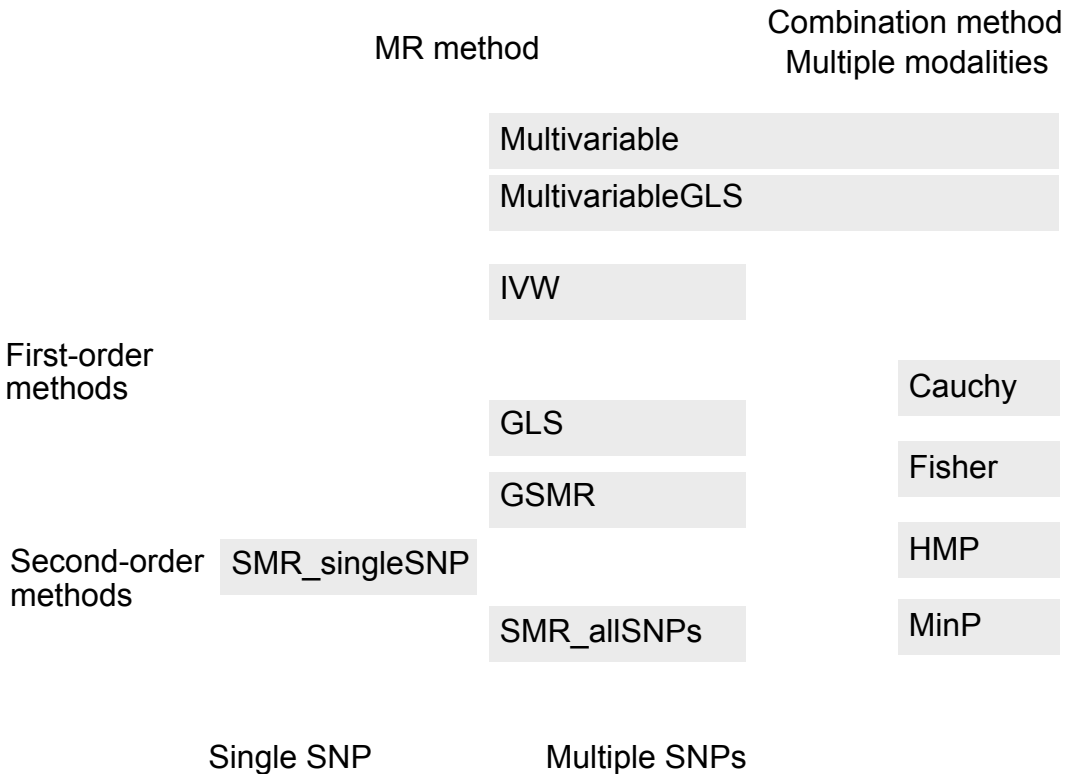 MR method
Combination method
Multiple modalities
Multivariable
MultivariableGLS
IVW
First-order
methods
Cauchy
GLS
Fisher
GSMR
Second-order
methods
SMR_singleSNP
HMP
SMR_allSNPs
MinP
Single SNP
Multiple SNPs